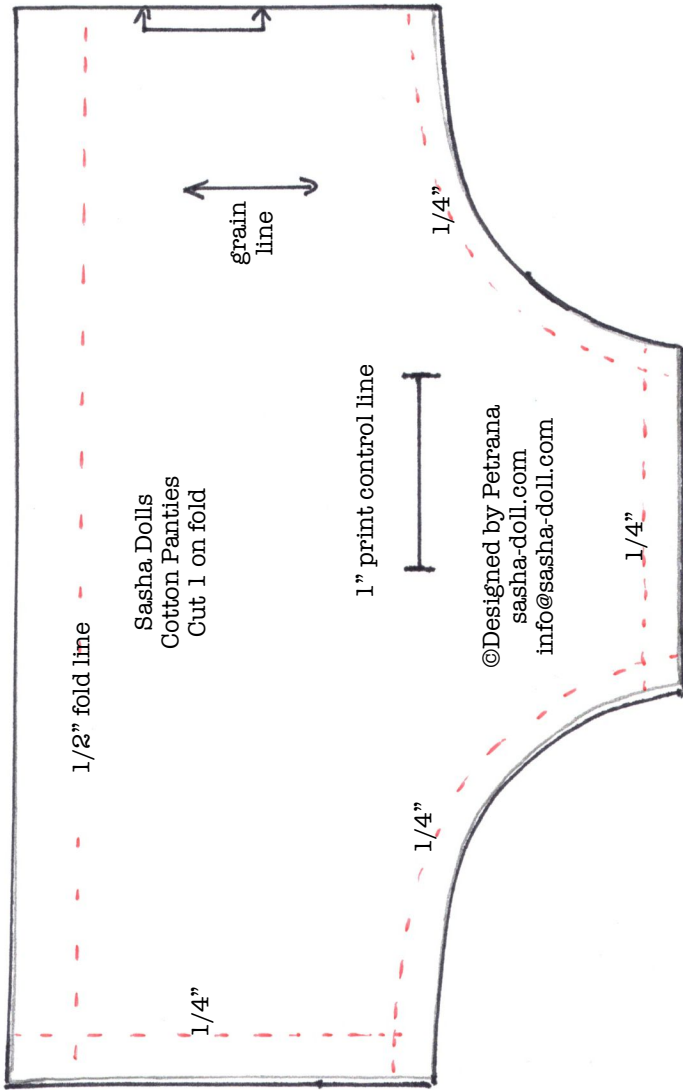 1/2” fold line
Sasha Dolls
Cotton Panties
Cut 1 on fold
grain
line
1/4”
1” print control line
1/4”
1/4”
©Designed by Petrana
sasha-doll.com
info@sasha-doll.com
1/4”